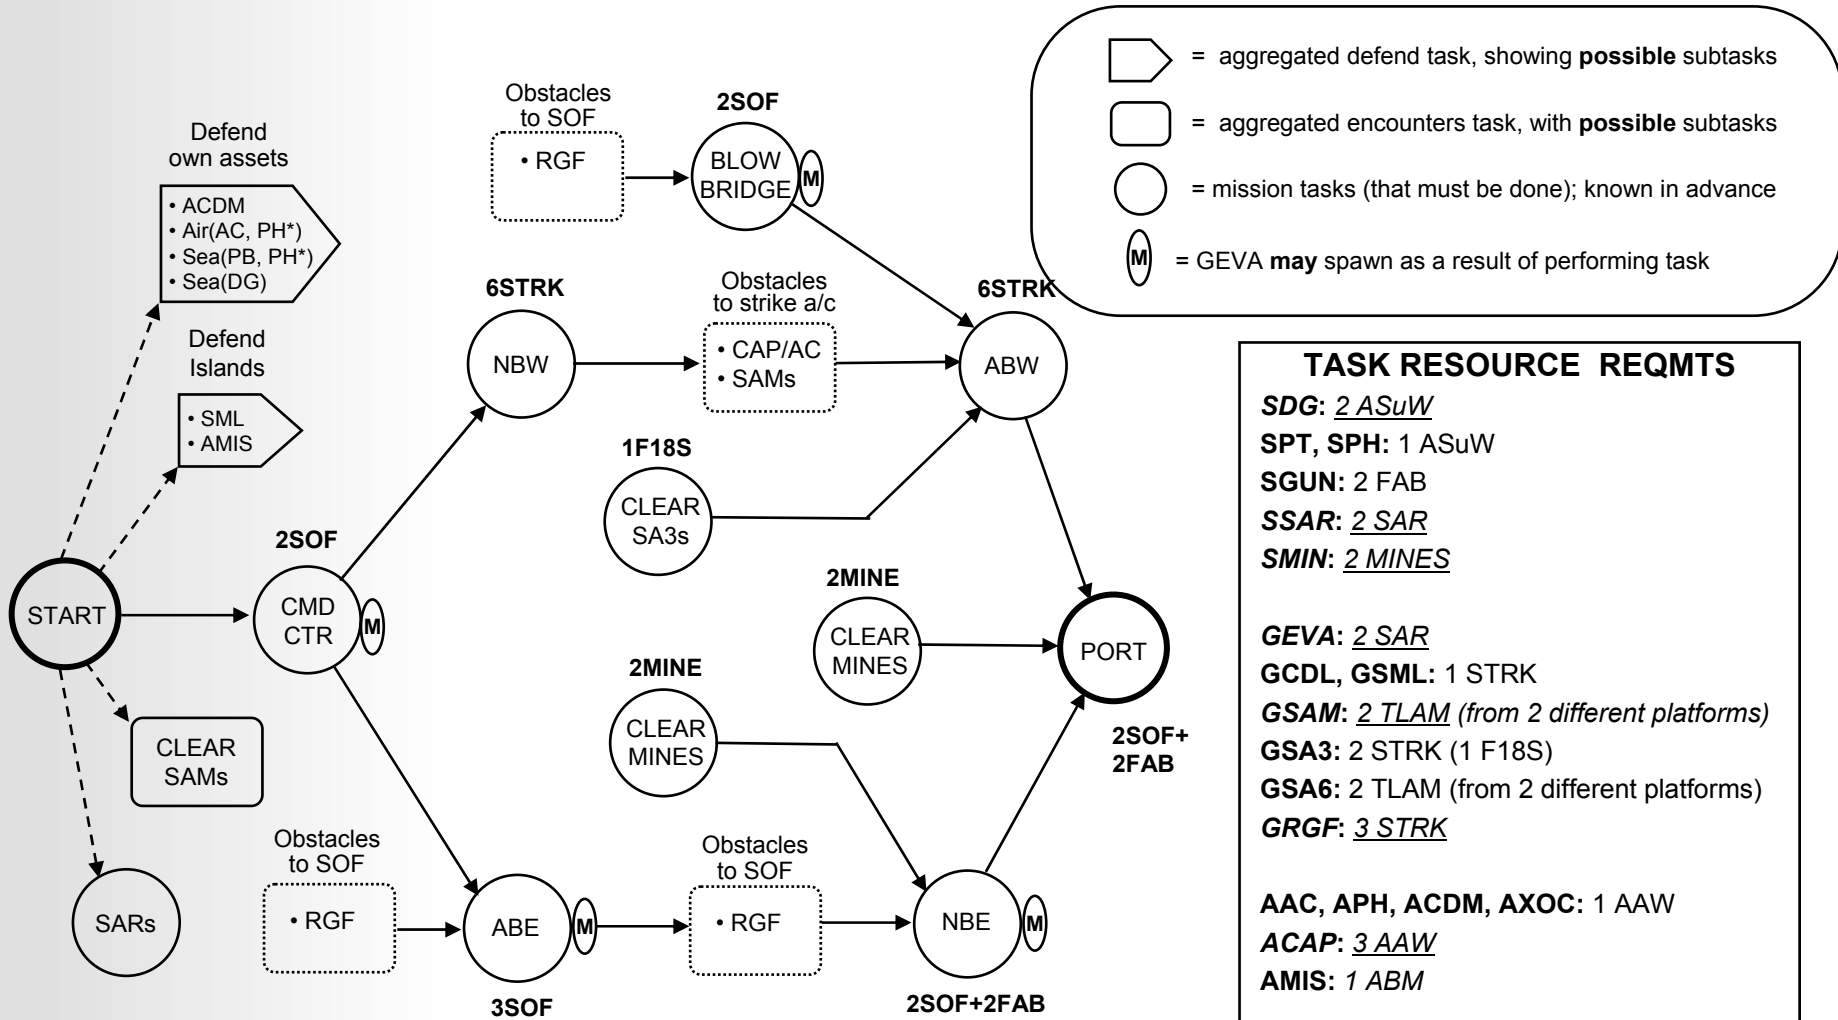 = aggregated defend task, showing possible subtasks
= aggregated encounters task, with possible subtasks
= mission tasks (that must be done); known in advance
M
= GEVA may spawn as a result of performing task
Defend
own assets
• ACDM
• Air(AC, PH*)
• Sea(PB, PH*)
• Sea(DG)
Defend
Islands
• SML
• AMIS
START
2SOF
CMD
CTR
M
CLEAR
SAMs
SARs
Obstacles
to SOF
• RGF
2SOF
BLOW
BRIDGE
M
6STRK
NBW
Obstacles
to strike a/c
• CAP/AC
• SAMs
6STRK
ABW
1F18S
CLEAR
SA3s
2MINE
CLEAR
MINES
2MINE
CLEAR
MINES
PORT
2SOF+
2FAB
Obstacles
to SOF
• RGF
ABE
M
3SOF
Obstacles
to SOF
• RGF
NBE
M
2SOF+2FAB
TASK RESOURCE REQMTS
SDG: 2 ASuW
SPT, SPH: 1 ASuW
SGUN: 2 FAB
SSAR: 2 SAR
SMIN: 2 MINES
GEVA: 2 SAR
GCDL, GSML: 1 STRK
GSAM: 2 TLAM (from 2 different platforms)
GSA3: 2 STRK (1 F18S)
GSA6: 2 TLAM (from 2 different platforms)
GRGF: 3 STRK
AAC, APH, ACDM, AXOC: 1 AAW
ACAP: 3 AAW
AMIS: 1 ABM